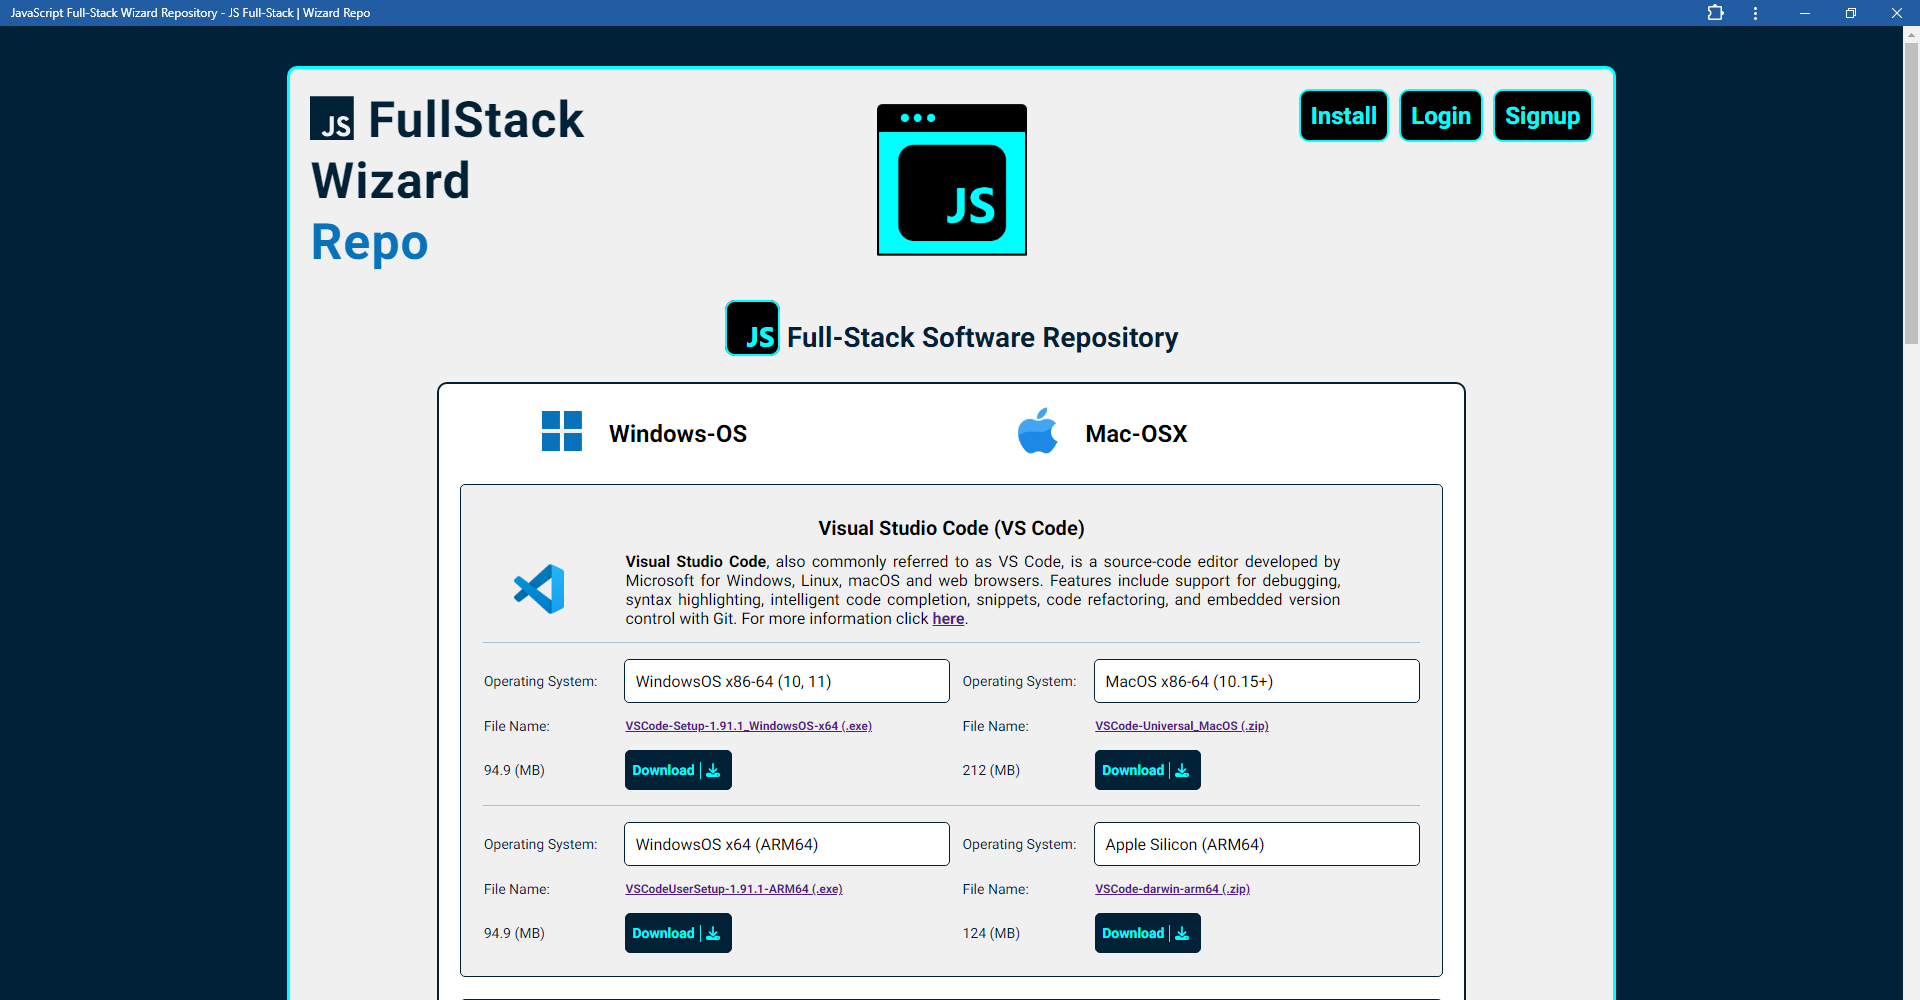 JavaScript Full-Stack Wizard Repository - JS Full-Stack | Wizard Repo
JS FullStack
Wizard
Repo
JS
Install
Login
Signup
JS Full-Stack Software Repository
Windows-OS
Mac-OSX
Visual Studio Code (VS Code)
Visual Studio Code, also commonly referred to as VS Code, is a source-code editor developed by
Microsoft for Windows, Linux, macOS and web browsers. Features include support for debugging,
syntax highlighting, intelligent code completion, snippets, code refactoring, and embedded version
control with Git. For more information click here.
Operating System: WindowsOS x86-64 (10, 11)
File Name: VSCode-Setup-1.91.1_WindowsOS-x64 (.exe)
94.9 (MB) Download
Operating System: MacOS x86-64 (10.15+)
File Name: VSCode-Universal_MacOS (.zip)
212 (MB) Download
Operating System: WindowsOS x64 (ARM64)
File Name: VSCodeUserSetup-1.91.1-ARM64 (.exe)
94.9 (MB) Download
Operating System: Apple Silicon (ARM64)
File Name: VSCode-darwin-arm64 (.zip)
124 (MB) Download